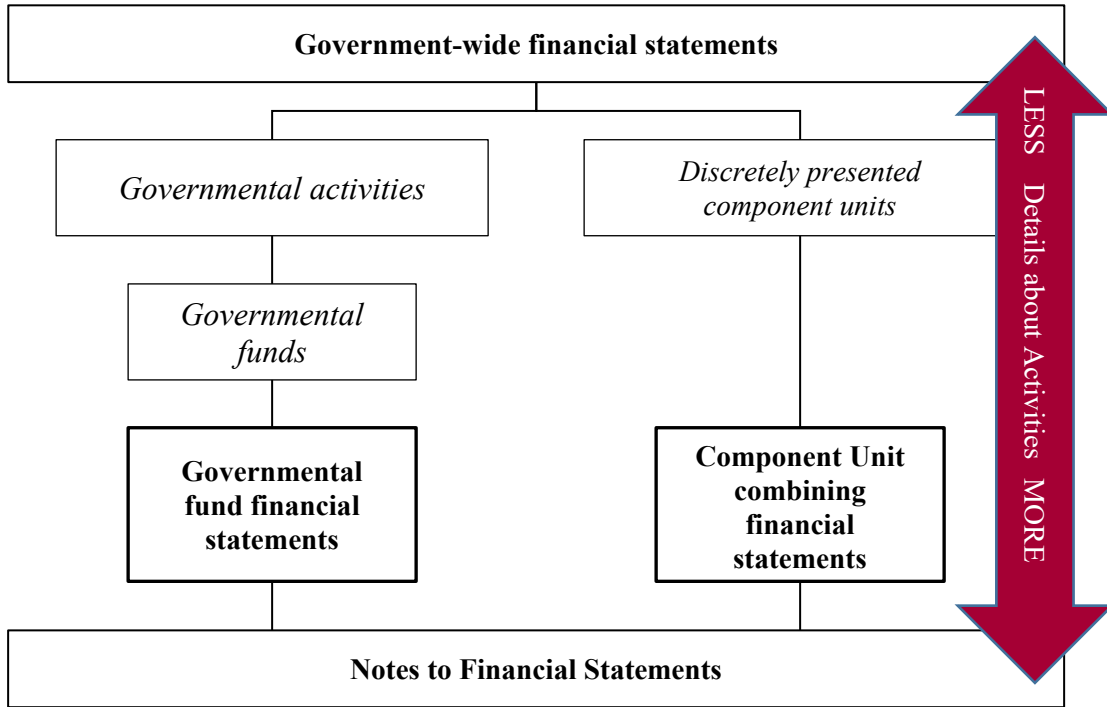 Government-wide financial statements
Governmental activities
Discretely presented
component units
Governmental
funds
Governmental
fund financial
statements
Component Unit
combining
financial
statements
Notes to Financial Statements
LESS Details about Activities MORE